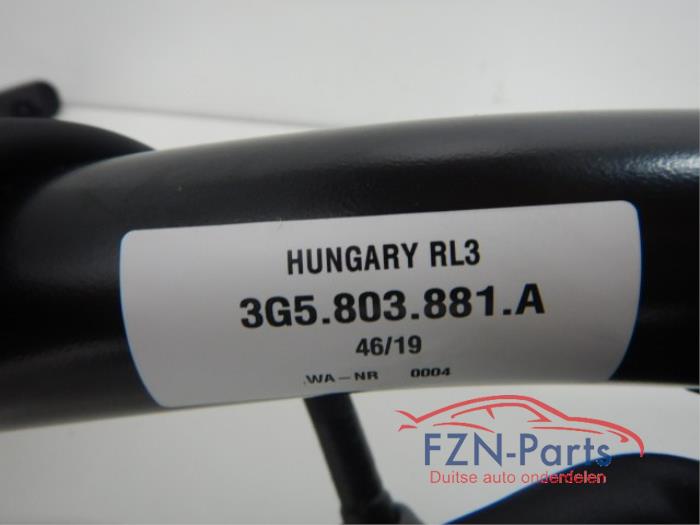 HUNGARY RL3
3G5.803.881.A
46/19
WA-NR 0004
FZN-Parts
Duitse auto onderdelen